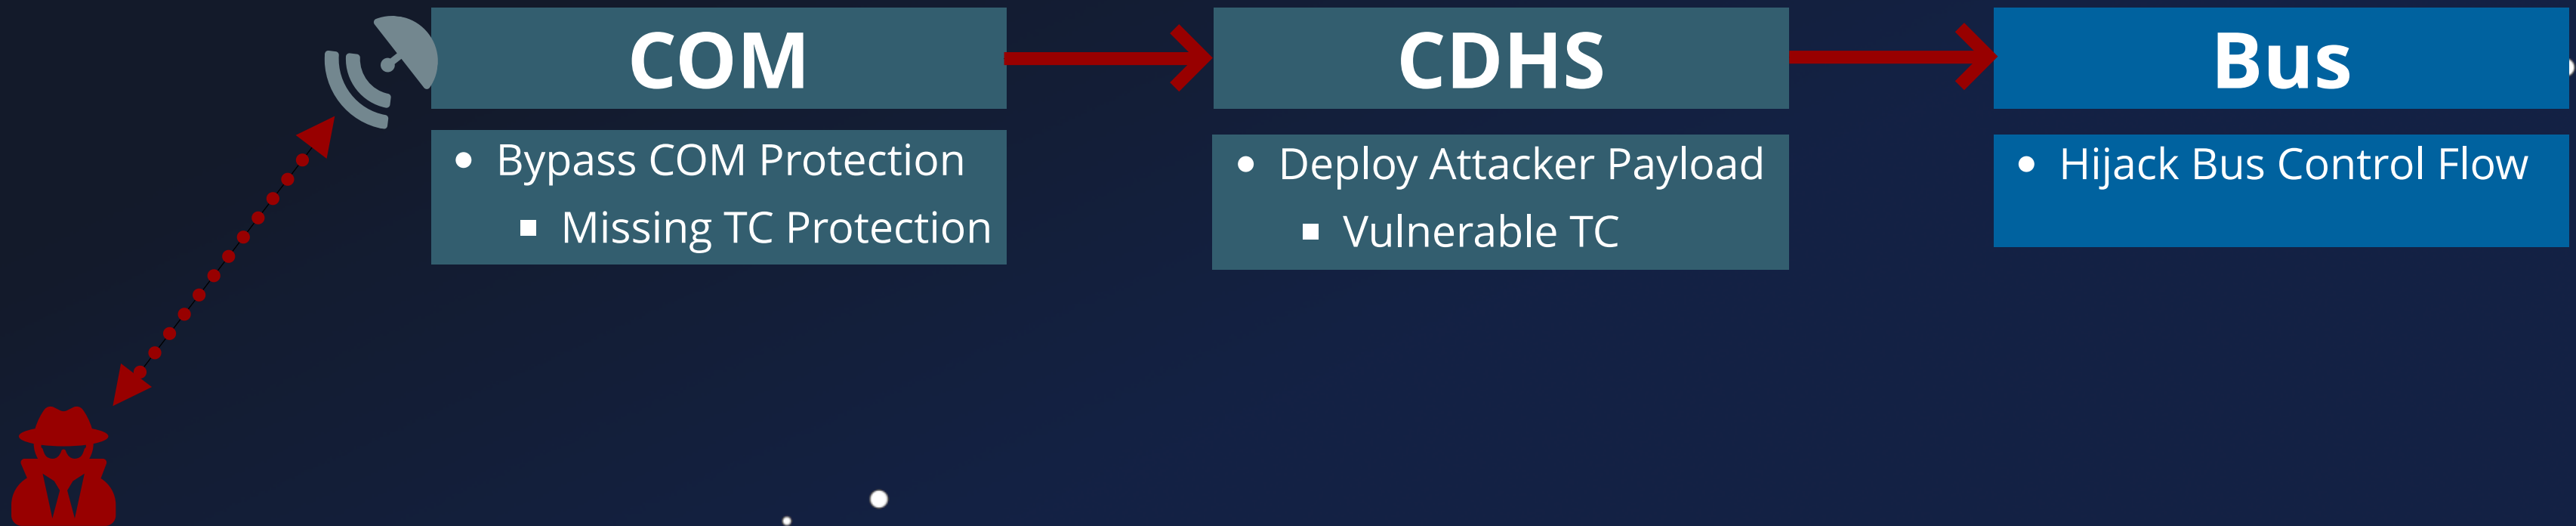 COM
Bypass COM Protection
Missing TC Protection
CDHS
Deploy Attacker Payload
Vulnerable TC
Bus
Hijack Bus Control Flow